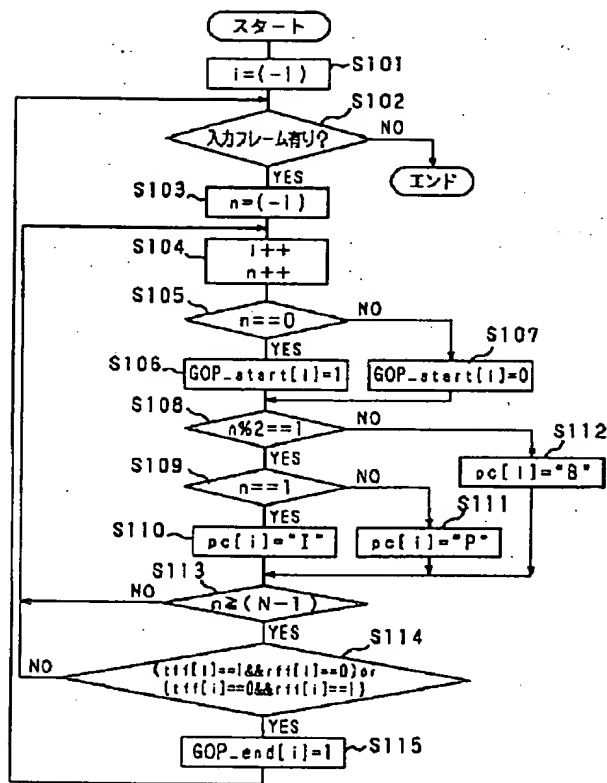 スタート
S101
i=(-1)
S102
入力フレーム有り?
NO
エンド
YES
S103
n=(-1)
S104
i++
n++
S105
n==0
NO
YES
S106
GOP_start[i]=1
S107
GOP_start[i]=0
S108
n%2==1
NO
YES
S112
pc[i]="B"
S109
n==1
NO
YES
S110
pc[i]="I"
S111
pc[i]="P"
S113
NO
n≥(N-1)
YES
S114
NO
(tff[i]==1&&rff[i]==0)or
(tff[i]==0&&rff[i]==1)
YES
GOP_end[i]=1
S115